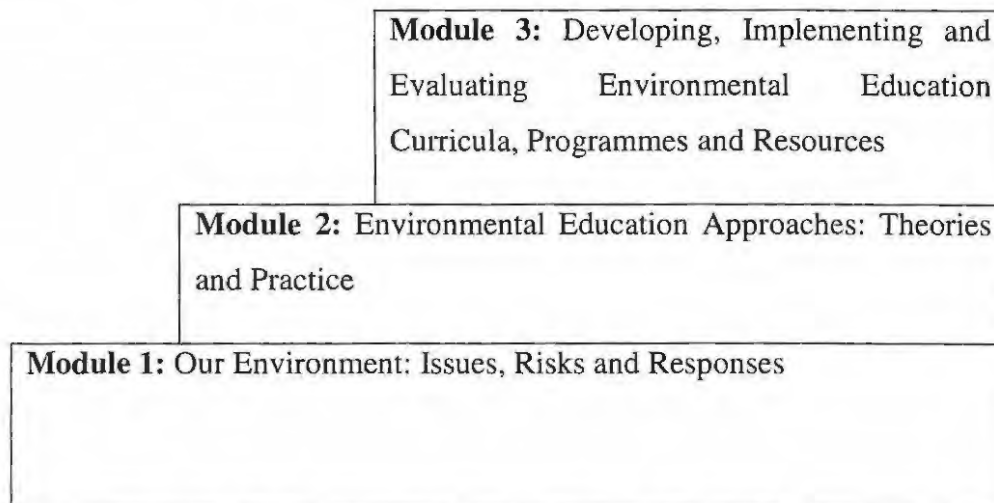 Module 3: Developing, Implementing and
Evaluating Environmental Education
Curricula, Programmes and Resources
Module 2: Environmental Education Approaches: Theories
and Practice
Module 1: Our Environment: Issues, Risks and Responses